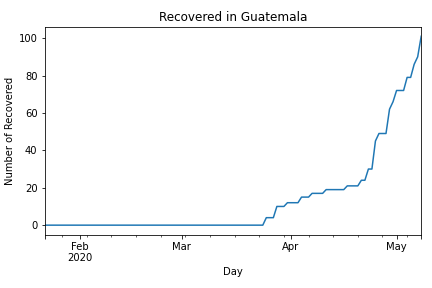 Recovered in Guatemala
Number of Recovered
100
80
60
40
20
0
Feb
2020
Mar
Apr
May
Day